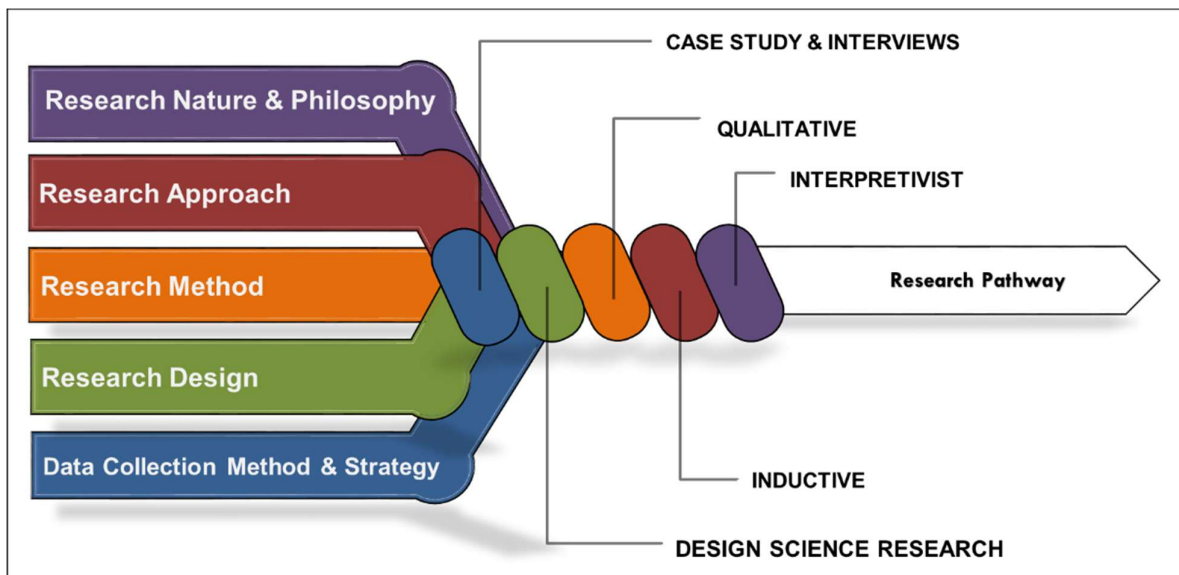 CASE STUDY & INTERVIEWS
Research Nature & Philosophy
QUALITATIVE
Research Approach
INTERPRETIVIST
Research Method
Research Pathway
Research Design
Data Collection Method & Strategy
INDUCTIVE
DESIGN SCIENCE RESEARCH